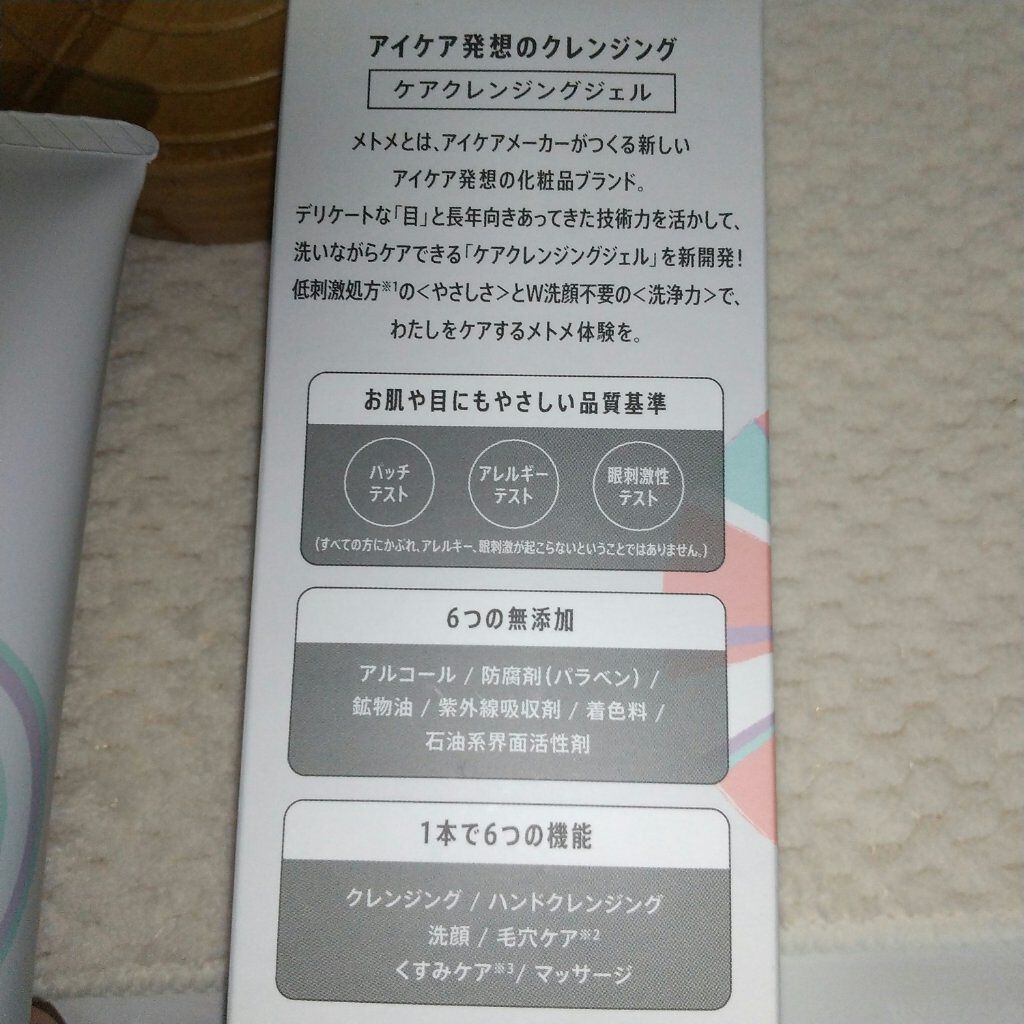 アイケア発想のクレンジング
ケアクレンジングジェル
メトメとは、アイケアメーカーがつくる新しい
アイケア発想の化粧品ブランド。
デリケートな「目」と長年向きあってきた技術力を活かして、
洗いながらケアできる「ケアクレンジングジェル」を新開発!
低刺激処方※1の<やさしさ>とW洗顔不要の<洗浄力>で、
わたしをケアするメトメ体験を。
お肌や目にもやさしい品質基準
パッチ
テスト
アレルギー
テスト
眼刺激性
テスト
(すべての方にかぶれ、アレルギー、眼刺激が起こらないということではありません。)
6つの無添加
アルコール / 防腐剤(パラベン) /
鉱物油 / 紫外線吸収剤 / 着色料 /
石油系界面活性剤
1本で6つの機能
クレンジング / ハンドクレンジング
洗顔 / 毛穴ケア※2
くすみケア※3 / マッサージ